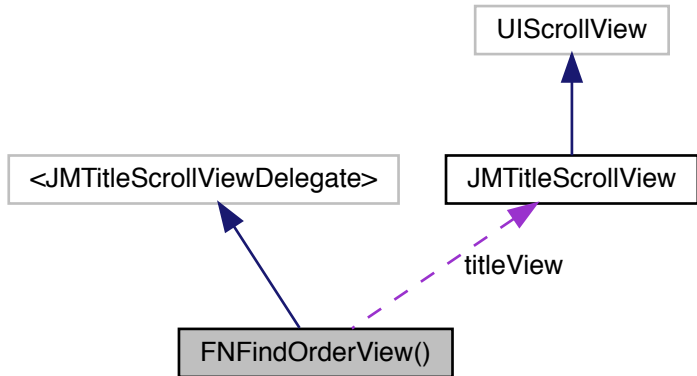 UIScrollView
<JMTitleScrollViewDelegate>
JMTitleScrollView
titleView
FNFindOrderView()